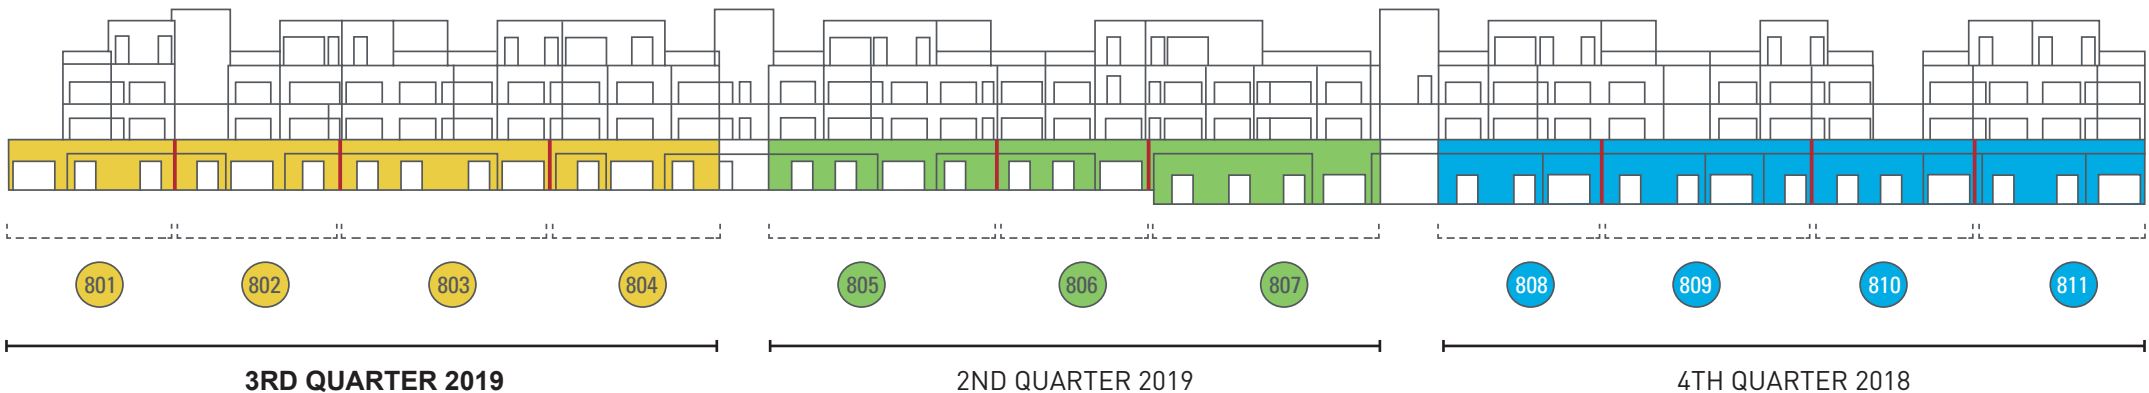 801 802 803 804 805 806 807 808 809 810 811
3RD QUARTER 2019 2ND QUARTER 2019 4TH QUARTER 2018